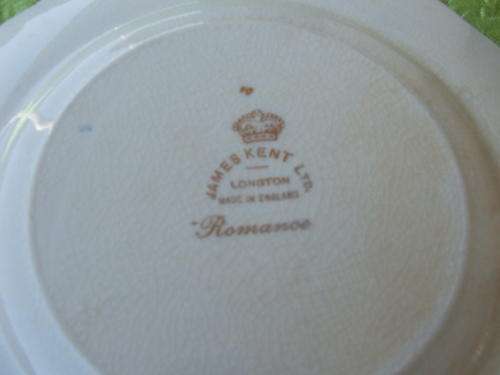 JAMES KENT LTD.
LONGTON
MADE IN ENGLAND
"Romance